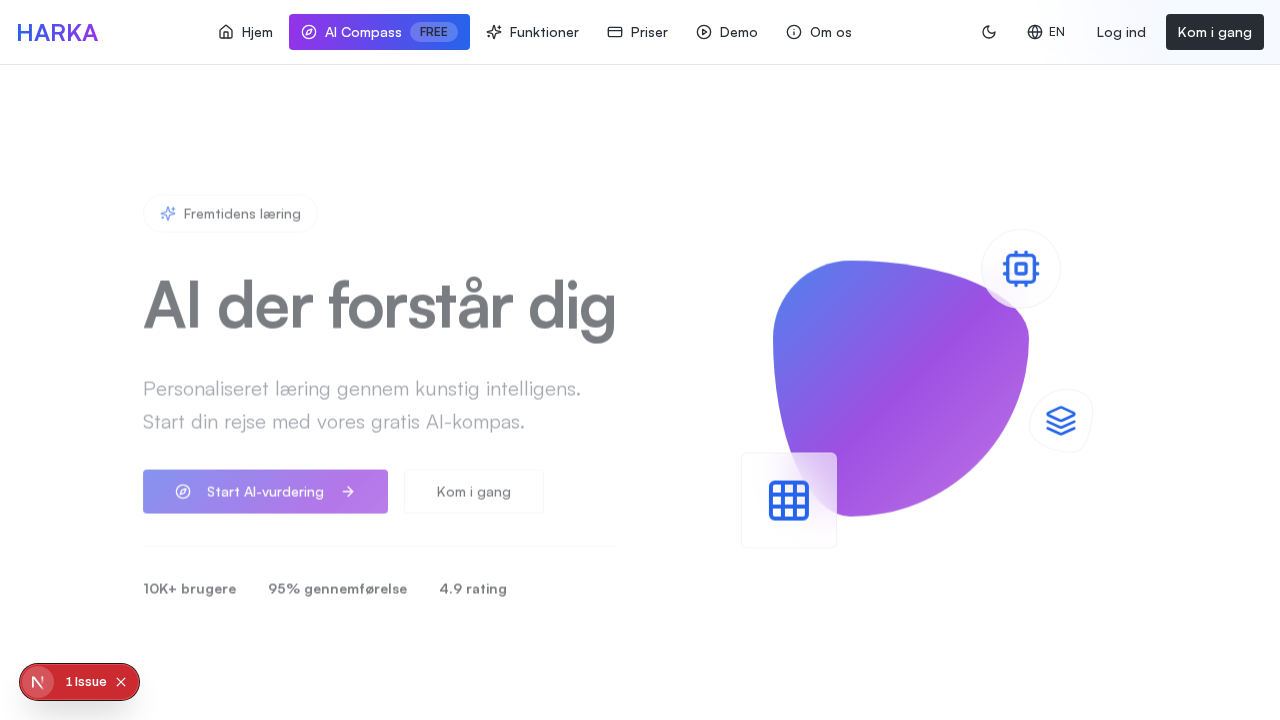 HARKA
Hjem
AI Compass FREE
Funktioner
Priser
Demo
Om os
EN
Log ind
Kom i gang
Fremtidens læring
AI der forstår dig
Personaliseret læring gennem kunstig intelligens.
Start din rejse med vores gratis AI-kompas.
Start AI-vurdering
Kom i gang
10K+ brugere
95% gennemførelse
4.9 rating
N
1 Issue